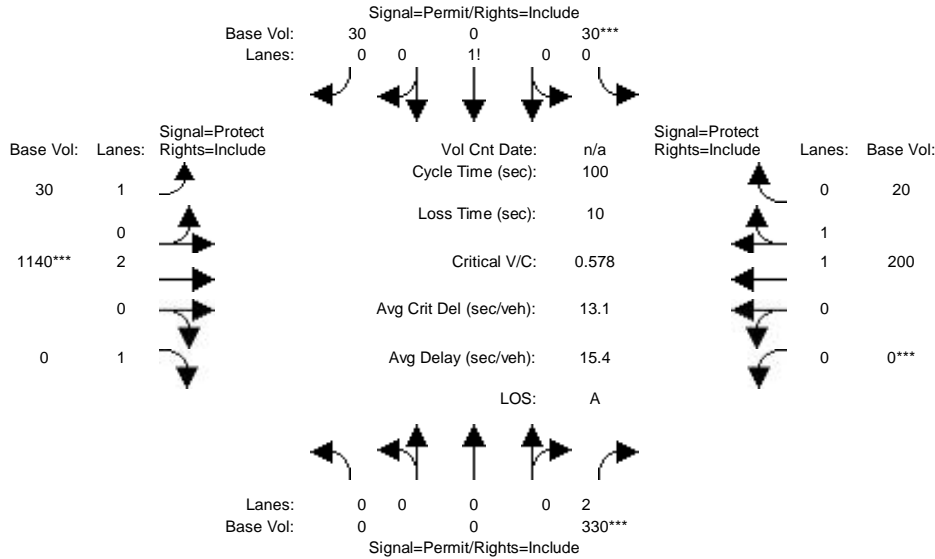 Signal=Permit/Rights=Include
Base Vol: 30 0 30***
Lanes: 0 0 1! 0 0
Signal=Protect
Base Vol: Lanes: Rights=Include
Vol Cnt Date: n/a
Signal=Protect
Rights=Include Lanes: Base Vol:
Cycle Time (sec): 100
30 1
0 20
Loss Time (sec): 10
0
1
1140*** 2
Critical V/C: 0.578
1 200
0
Avg Crit Del (sec/veh): 13.1
0
0 1
Avg Delay (sec/veh): 15.4
0 0***
LOS: A
Lanes: 0 0 0 0 2
Base Vol: 0 0 330***
Signal=Permit/Rights=Include